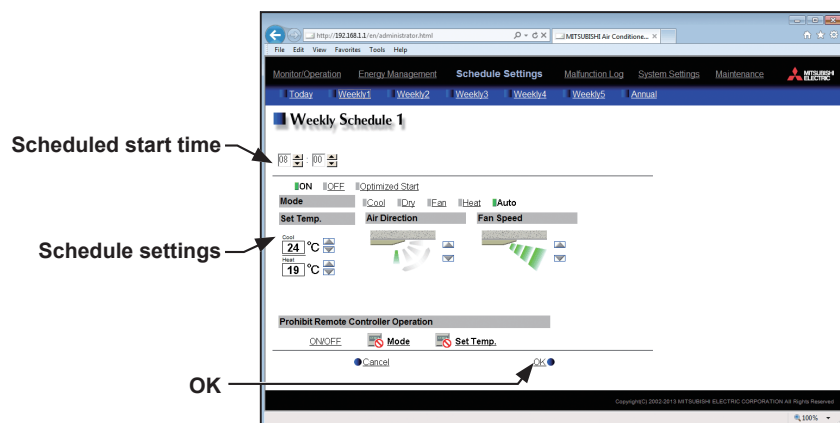 http://192.168.1.1/en/administrator.html
MITSUBISHI Air Conditione...
File Edit View Favorites Tools Help
Monitor/Operation Energy Management Schedule Settings Malfunction Log System Settings Maintenance MITSUBISHI ELECTRIC
Today Weekly1 Weekly2 Weekly3 Weekly4 Weekly5 Annual
Weekly Schedule 1
Scheduled start time
08 : 00
ON OFF Optimized Start
Mode Cool Dry Fan Heat Auto
Set Temp. Air Direction Fan Speed
Schedule settings
Cool
24 °C
Heat
19 °C
Prohibit Remote Controller Operation
ON/OFF Mode Set Temp.
Cancel OK
OK
Copyright(C) 2002-2013 MITSUBISHI ELECTRIC CORPORATION All Rights Reserved
100%